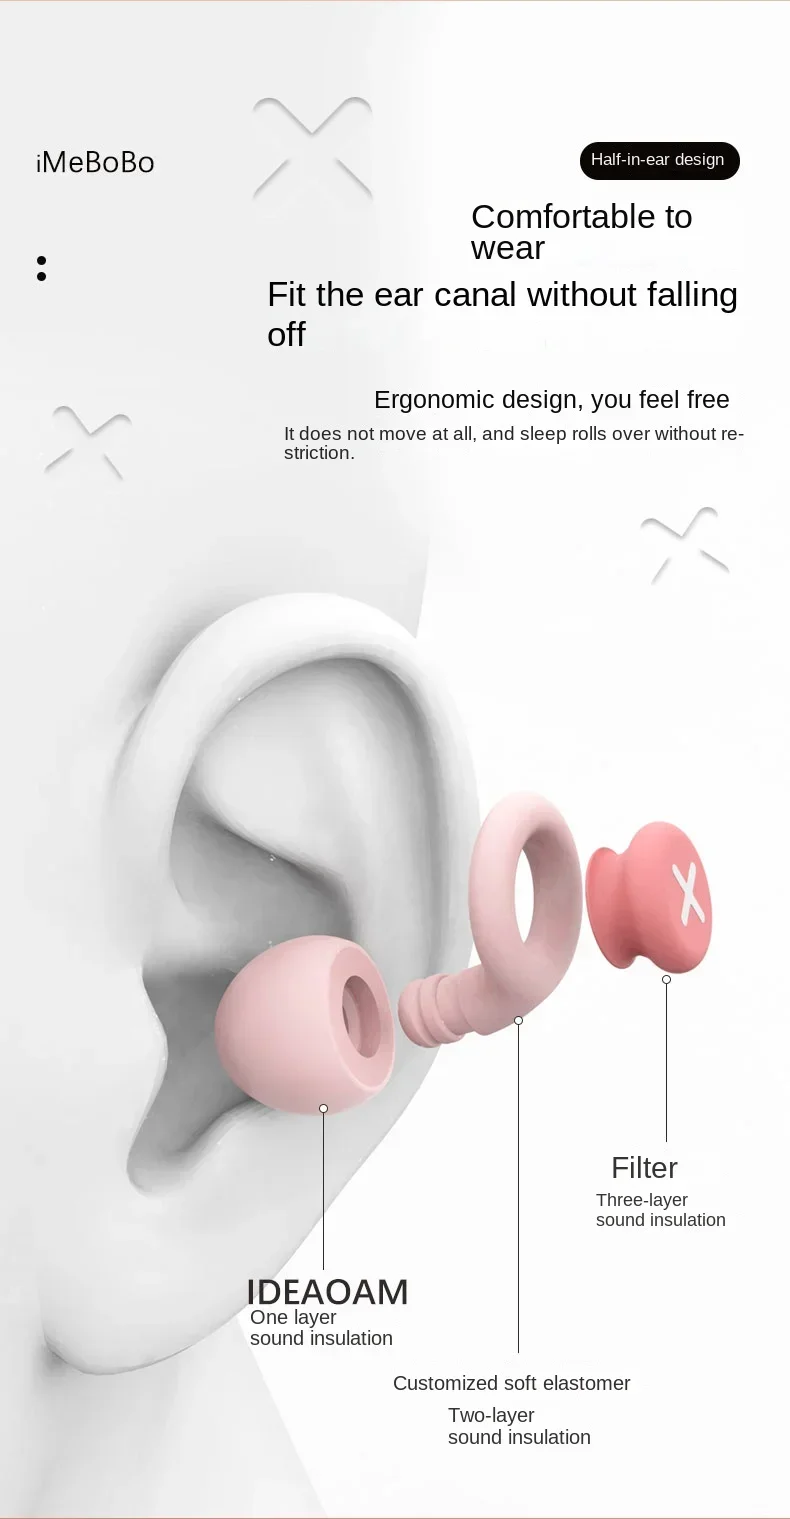 iMeBoBo
Half-in-ear design
Comfortable to
wear
Fit the ear canal without falling
off
Ergonomic design, you feel free
It does not move at all, and sleep rolls over without re-
striction.
Filter
Three-layer
sound insulation
IDEAOAM
One layer
sound insulation
Customized soft elastomer
Two-layer
sound insulation